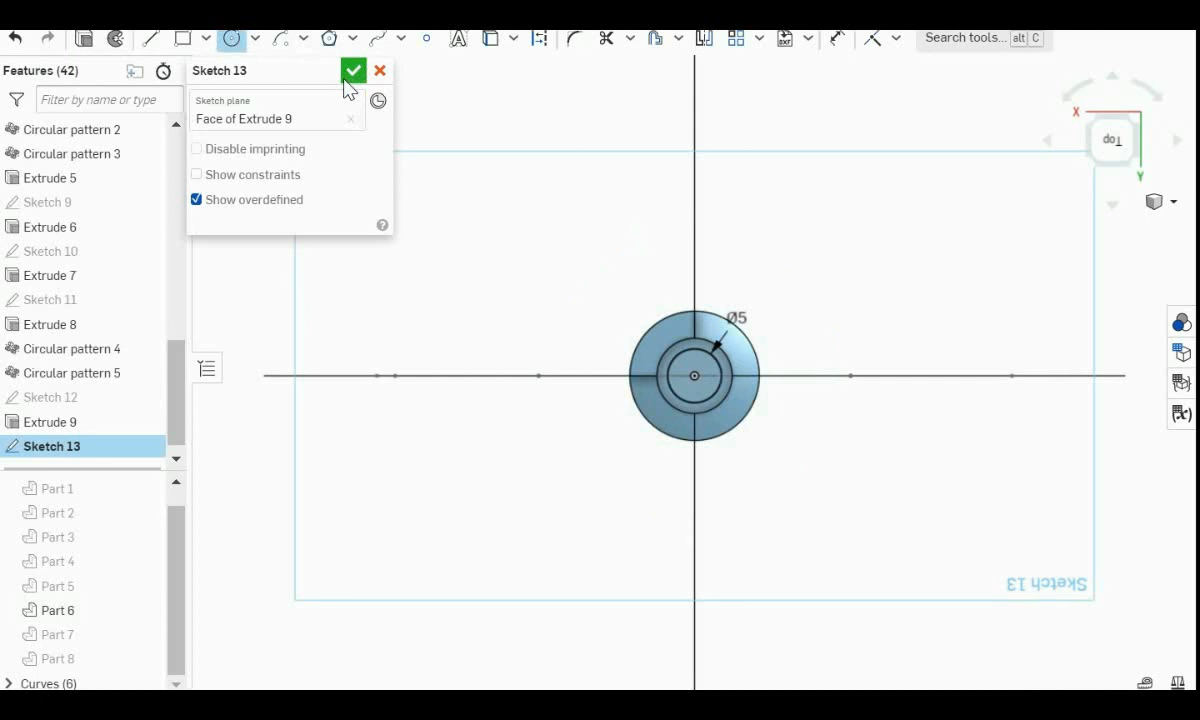 Search tools... alt C
Features (42)
Filter by name or type
Circular pattern 2
Circular pattern 3
Extrude 5
Sketch 9
Extrude 6
Sketch 10
Extrude 7
Sketch 11
Extrude 8
Circular pattern 4
Circular pattern 5
Sketch 12
Extrude 9
Sketch 13
Part 1
Part 2
Part 3
Part 4
Part 5
Part 6
Part 7
Part 8
Curves (6)
Sketch 13
Sketch plane
Face of Extrude 9
Disable imprinting
Show constraints
Show overdefined
Ø5
Sketch 13
X
Top
Y